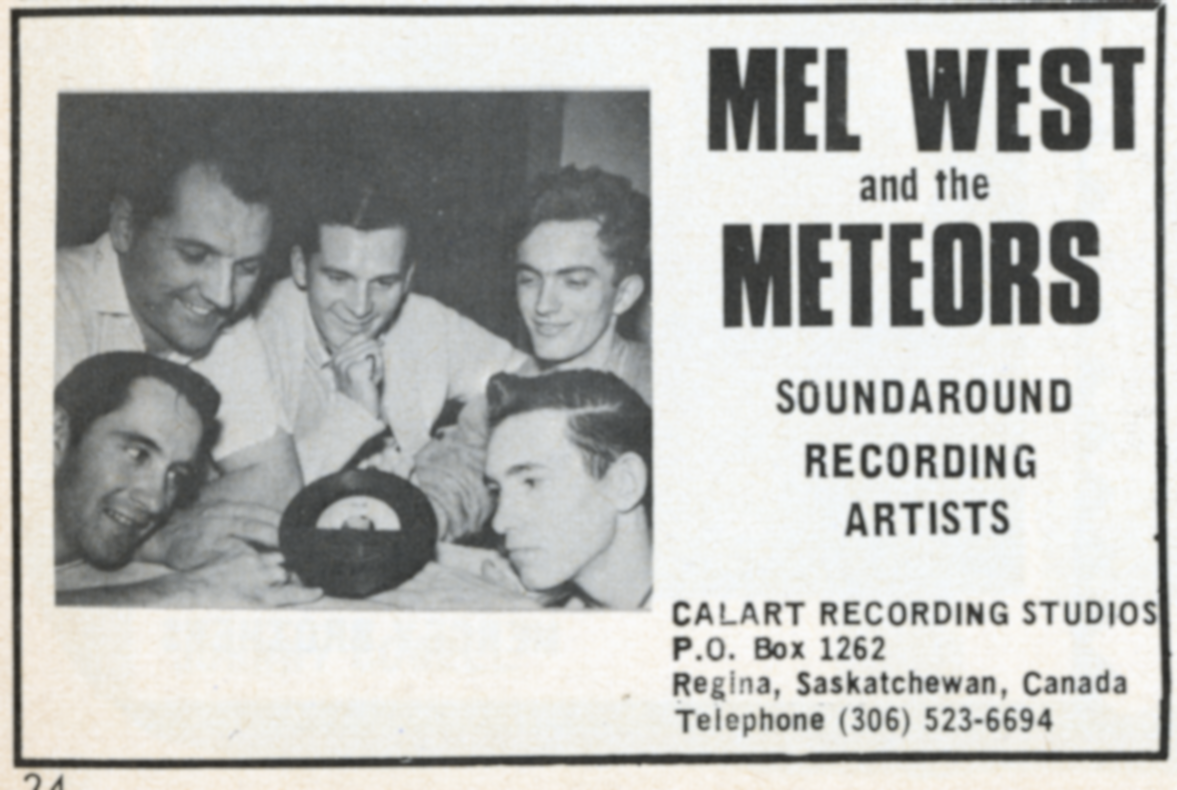 MEL WEST
and the
METEORS
SOUNDAROUND
RECORDING
ARTISTS
CALART RECORDING STUDIOS
P.O. Box 1262
Regina, Saskatchewan, Canada
Telephone (306) 523-6694
24